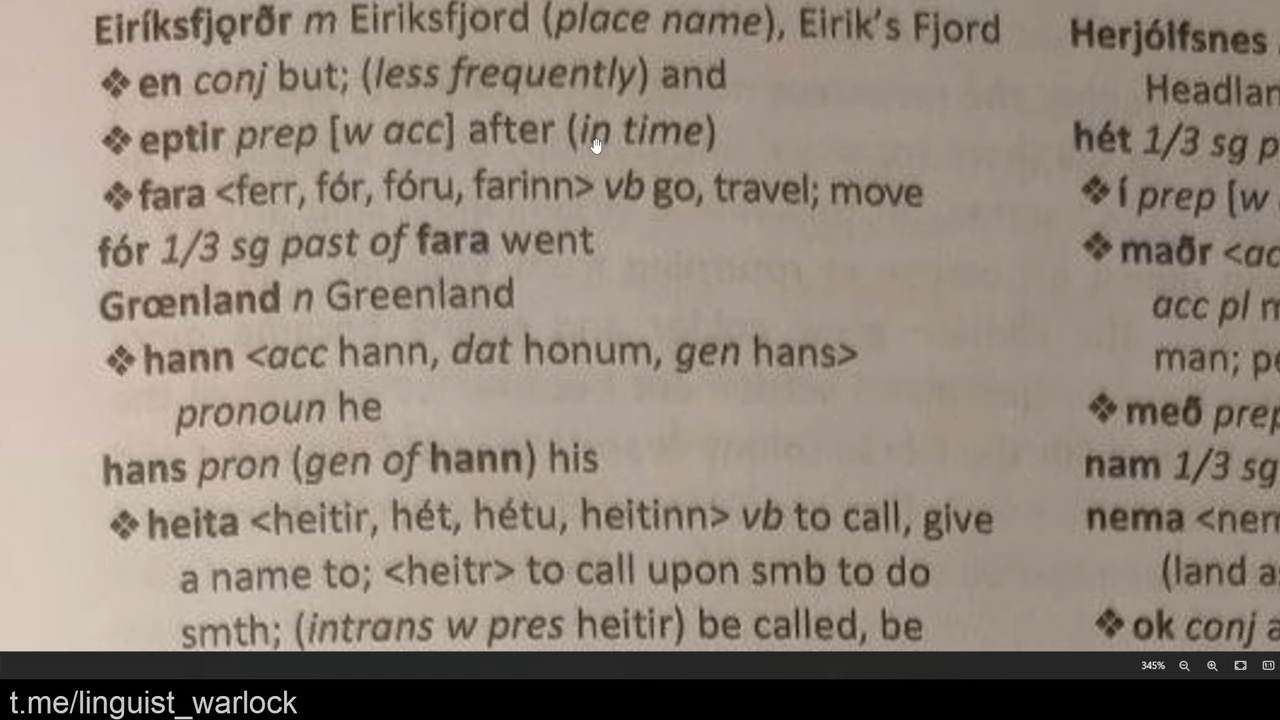 Eiríksfjǫrðr m Eiriksfjord (place name), Eirik's Fjord
❖ en conj but; (less frequently) and
❖ eptir prep [w acc] after (in time)
❖ fara <ferr, fór, fóru, farinn> vb go, travel; move
fór 1/3 sg past of fara went
Grœnland n Greenland
❖ hann <acc hann, dat honum, gen hans>
pronoun he
hans pron (gen of hann) his
❖ heita <heitir, hét, hétu, heitinn> vb to call, give
a name to; <heitr> to call upon smb to do
smth; (intrans w pres heitir) be called, be
Herjólfsnes
Headlan
hét 1/3 sg p
❖ í prep [w
❖ maðr <ac
acc pl m
man; pe
❖ með prep
nam 1/3 sg
nema <nem
(land a
❖ ok conj a
345%
t.me/linguist_warlock